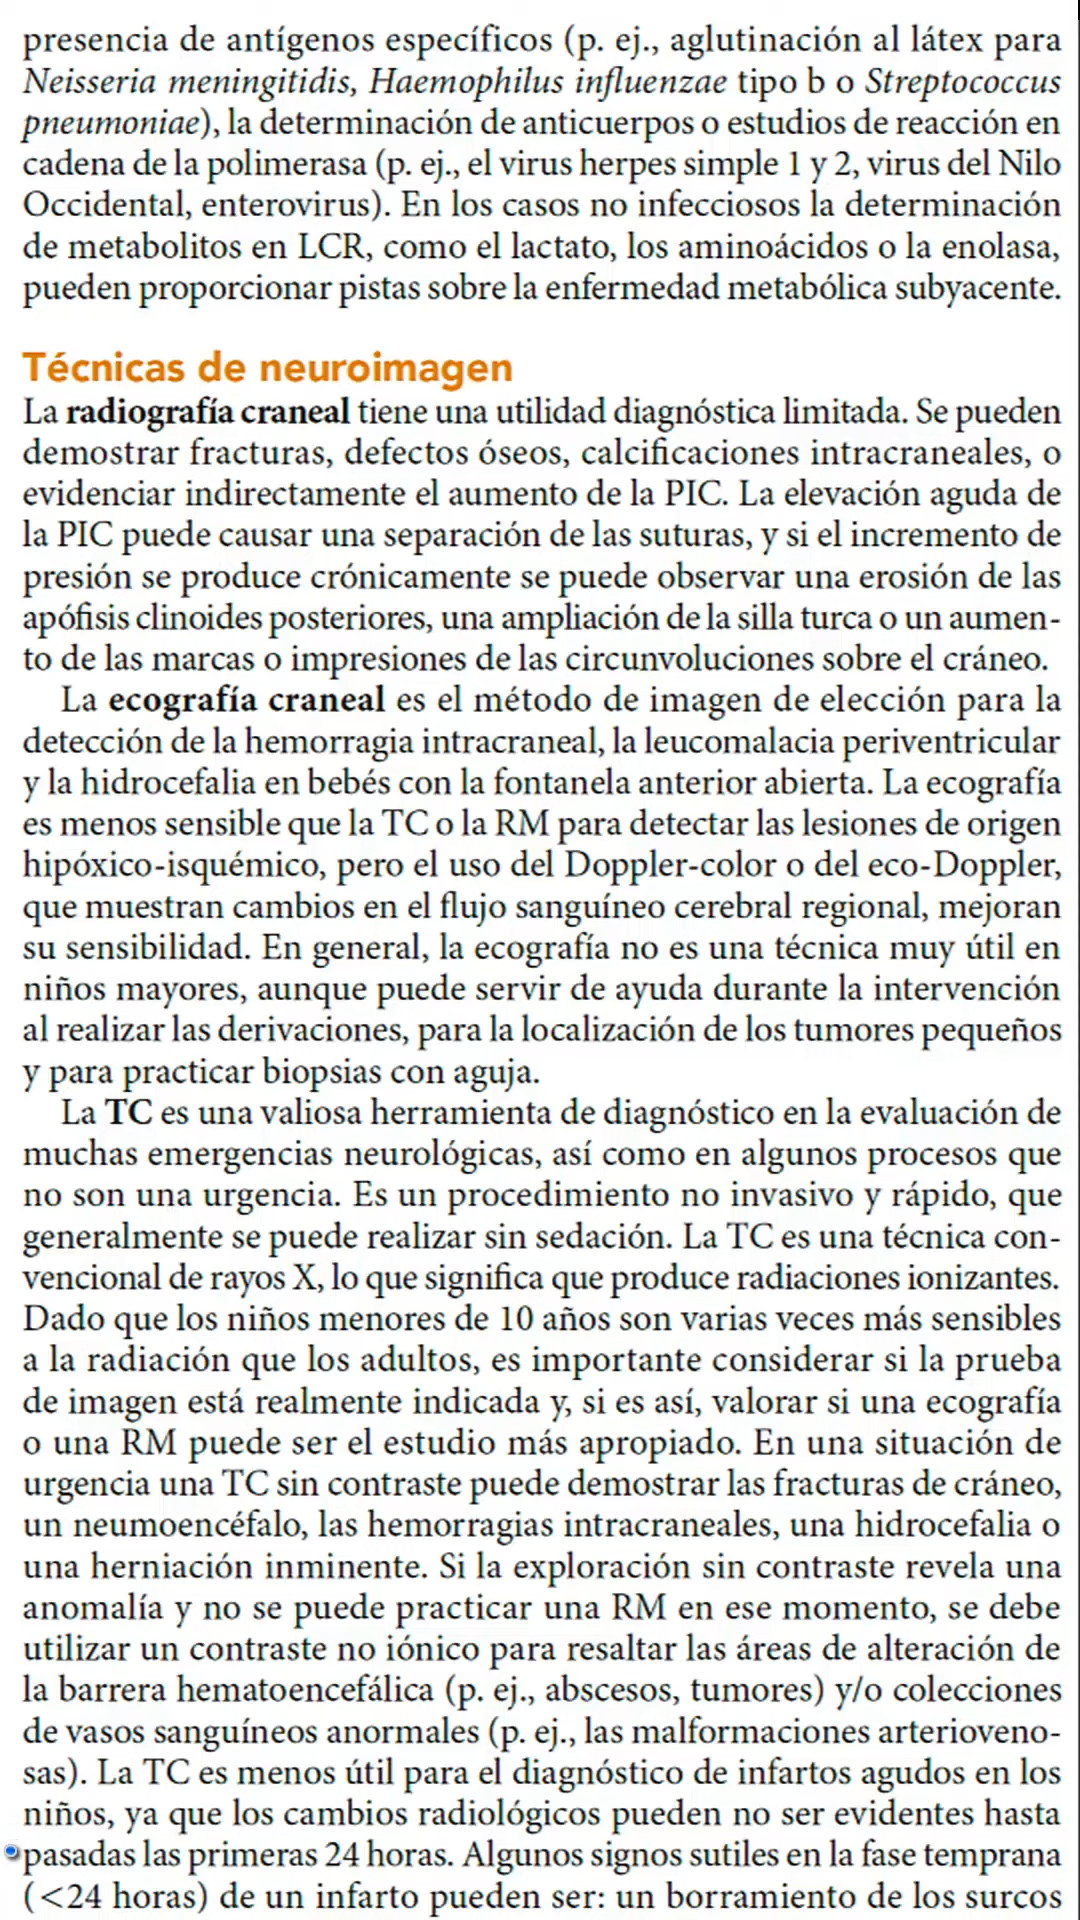 presencia de antígenos específicos (p. ej., aglutinación al látex para
Neisseria meningitidis, Haemophilus influenzae tipo b o Streptococcus
pneumoniae), la determinación de anticuerpos o estudios de reacción en
cadena de la polimerasa (p. ej., el virus herpes simple 1 y 2, virus del Nilo
Occidental, enterovirus). En los casos no infecciosos la determinación
de metabolitos en LCR, como el lactato, los aminoácidos o la enolasa,
pueden proporcionar pistas sobre la enfermedad metabólica subyacente.
Técnicas de neuroimagen
La radiografía craneal tiene una utilidad diagnóstica limitada. Se pueden
demostrar fracturas, defectos óseos, calcificaciones intracraneales, o
evidenciar indirectamente el aumento de la PIC. La elevación aguda de
la PIC puede causar una separación de las suturas, y si el incremento de
presión se produce crónicamente se puede observar una erosión de las
apófisis clinoides posteriores, una ampliación de la silla turca o un aumen-
to de las marcas o impresiones de las circunvoluciones sobre el cráneo.
La ecografía craneal es el método de imagen de elección para la
detección de la hemorragia intracraneal, la leucomalacia periventricular
y la hidrocefalia en bebés con la fontanela anterior abierta. La ecografía
es menos sensible que la TC o la RM para detectar las lesiones de origen
hipóxico-isquémico, pero el uso del Doppler-color o del eco-Doppler,
que muestran cambios en el flujo sanguíneo cerebral regional, mejoran
su sensibilidad. En general, la ecografía no es una técnica muy útil en
niños mayores, aunque puede servir de ayuda durante la intervención
al realizar las derivaciones, para la localización de los tumores pequeños
y para practicar biopsias con aguja.
La TC es una valiosa herramienta de diagnóstico en la evaluación de
muchas emergencias neurológicas, así como en algunos procesos que
no son una urgencia. Es un procedimiento no invasivo y rápido, que
generalmente se puede realizar sin sedación. La TC es una técnica con-
vencional de rayos X, lo que significa que produce radiaciones ionizantes.
Dado que los niños menores de 10 años son varias veces más sensibles
a la radiación que los adultos, es importante considerar si la prueba
de imagen está realmente indicada y, si es así, valorar si una ecografía
o una RM puede ser el estudio más apropiado. En una situación de
urgencia una TC sin contraste puede demostrar las fracturas de cráneo,
un neumoencéfalo, las hemorragias intracraneales, una hidrocefalia o
una herniación inminente. Si la exploración sin contraste revela una
anomalía y no se puede practicar una RM en ese momento, se debe
utilizar un contraste no iónico para resaltar las áreas de alteración de
la barrera hematoencefálica (p. ej., abscesos, tumores) y/o colecciones
de vasos sanguíneos anormales (p. ej., las malformaciones arterioveno-
sas). La TC es menos útil para el diagnóstico de infartos agudos en los
niños, ya que los cambios radiológicos pueden no ser evidentes hasta
pasadas las primeras 24 horas. Algunos signos sutiles en la fase temprana
(<24 horas) de un infarto pueden ser: un borramiento de los surcos